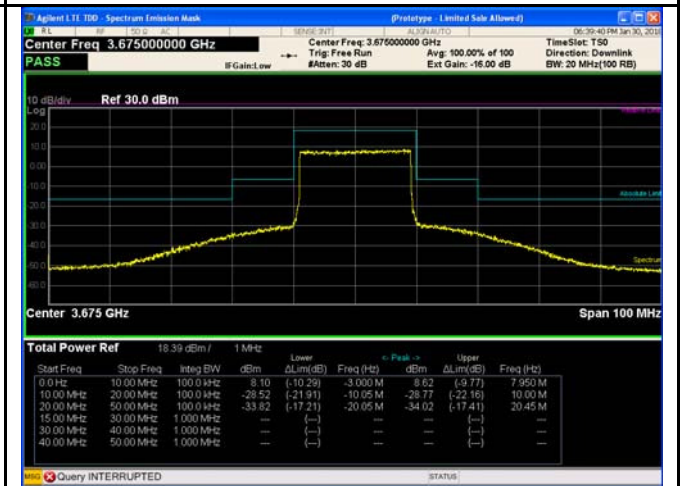 Agilent LTE TDD - Spectrum Emission Mask (Prototype - Limited Sale Allowed)
RL RF 50 Ω AC SENSE:INT ALIGN AUTO 06:39:40 PM Jan 30, 2018
Center Freq 3.675000000 GHz Center Freq: 3.675000000 GHz TimeSlot: TS0
Trig: Free Run Avg: 100.00% of 100 Direction: Downlink
PASS IFGain:Low #Atten: 30 dB Ext Gain: -16.00 dB BW: 20 MHz(100 RB)
10 dB/div Ref 30.0 dBm
Log
20.0
10.0
0.00
-10.0
Absolute Limit
-20.0
-30.0
-40.0
Spectrum
-50.0
-60.0
Center 3.675 GHz Span 100 MHz
Total Power Ref 18.39 dBm / 1 MHz
Lower <- Peak -> Upper
Start Freq Stop Freq Integ BW dBm ΔLim(dB) Freq (Hz) dBm ΔLim(dB) Freq (Hz)
0.0 Hz 10.00 MHz 100.0 kHz 8.10 (-10.29) -3.000 M 8.62 (-9.77) 7.950 M
10.00 MHz 20.00 MHz 100.0 kHz -28.52 (-21.91) -10.05 M -28.77 (-22.16) 10.00 M
20.00 MHz 50.00 MHz 100.0 kHz -33.82 (-17.21) -20.05 M -34.02 (-17.41) 20.45 M
15.00 MHz 30.00 MHz 1.000 MHz --- (---) --- (---)
30.00 MHz 40.00 MHz 1.000 MHz --- (---) --- (---)
40.00 MHz 50.00 MHz 1.000 MHz --- (---) --- (---)
MSG Query INTERRUPTED STATUS